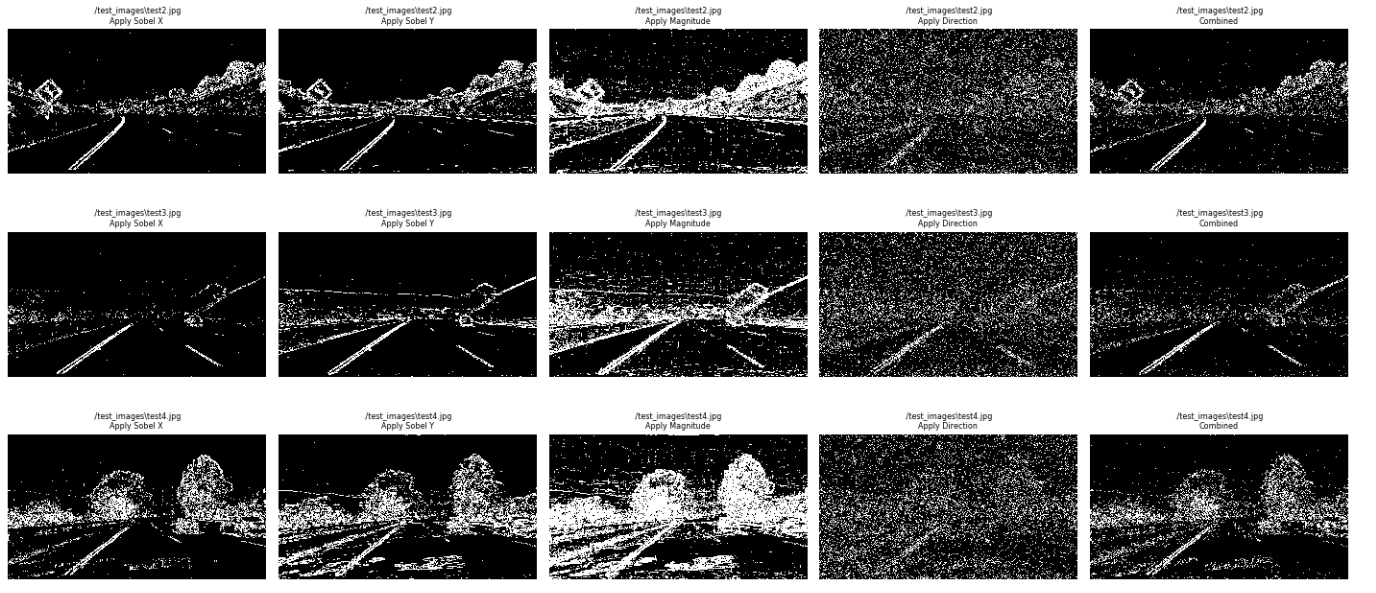 /test_images\test2.jpg
Apply Sobel X
/test_images\test2.jpg
Apply Sobel Y
/test_images\test2.jpg
Apply Magnitude
/test_images\test2.jpg
Apply Direction
/test_images\test2.jpg
Combined
/test_images\test3.jpg
Apply Sobel X
/test_images\test3.jpg
Apply Sobel Y
/test_images\test3.jpg
Apply Magnitude
/test_images\test3.jpg
Apply Direction
/test_images\test3.jpg
Combined
/test_images\test4.jpg
Apply Sobel X
/test_images\test4.jpg
Apply Sobel Y
/test_images\test4.jpg
Apply Magnitude
/test_images\test4.jpg
Apply Direction
/test_images\test4.jpg
Combined